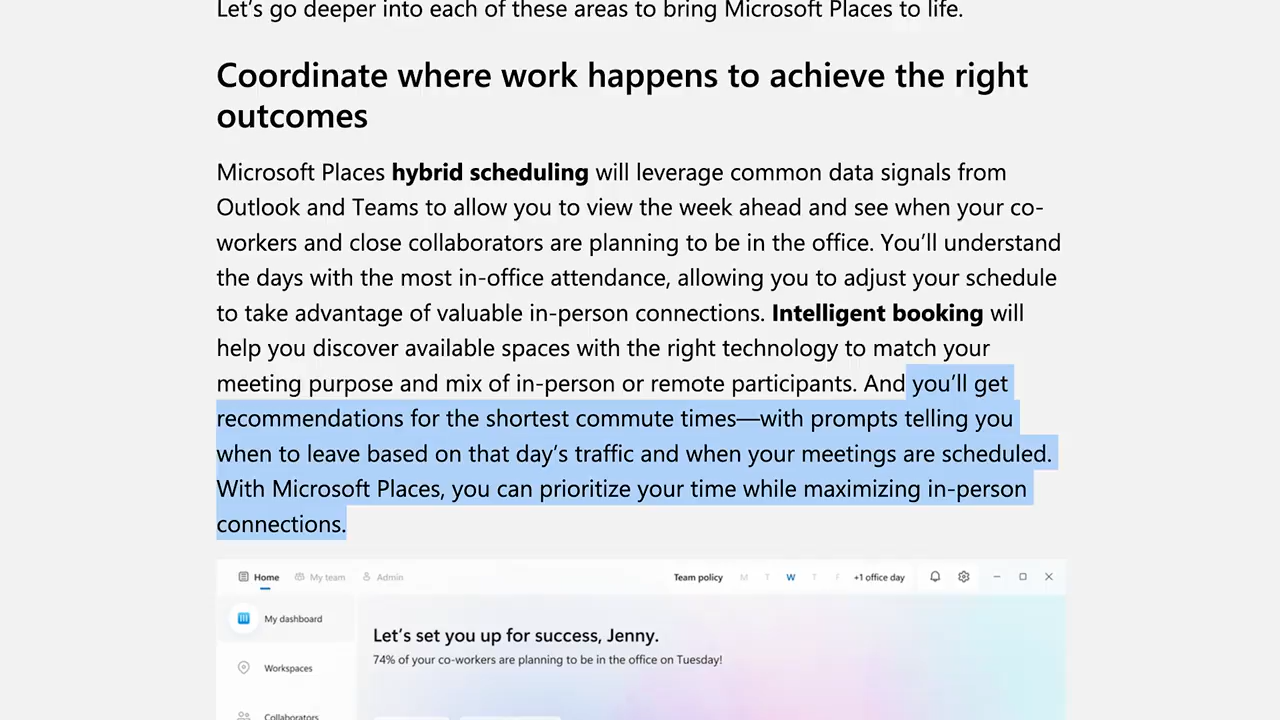 Let's go deeper into each of these areas to bring Microsoft Places to life.
Coordinate where work happens to achieve the right
outcomes
Microsoft Places hybrid scheduling will leverage common data signals from
Outlook and Teams to allow you to view the week ahead and see when your co-
workers and close collaborators are planning to be in the office. You'll understand
the days with the most in-office attendance, allowing you to adjust your schedule
to take advantage of valuable in-person connections. Intelligent booking will
help you discover available spaces with the right technology to match your
meeting purpose and mix of in-person or remote participants. And you'll get
recommendations for the shortest commute times—with prompts telling you
when to leave based on that day's traffic and when your meetings are scheduled.
With Microsoft Places, you can prioritize your time while maximizing in-person
connections.
Home My team Admin Team policy M T W T F +1 office day
My dashboard
Let's set you up for success, Jenny.
74% of your co-workers are planning to be in the office on Tuesday!
Workspaces
Collaborators